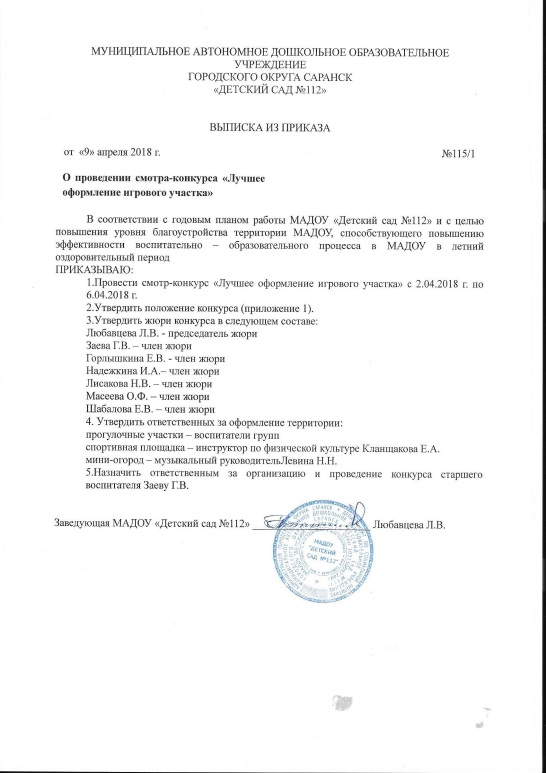 МУНИЦИПАЛЬНОЕ АВТОНОМНОЕ ДОШКОЛЬНОЕ ОБРАЗОВАТЕЛЬНОЕ
УЧРЕЖДЕНИЕ
ГОРОДСКОГО ОКРУГА САРАНСК
«ДЕТСКИЙ САД №112»
ВЫПИСКА ИЗ ПРИКАЗА
от «9» апреля 2018 г. №115/1
О проведении смотра-конкурса «Лучшее
оформление игрового участка»
В соответствии с годовым планом работы МАДОУ «Детский сад №112» и с целью
повышения уровня благоустройства территории МАДОУ, способствующего повышению
эффективности воспитательно – образовательного процесса в МАДОУ в летний
оздоровительный период
ПРИКАЗЫВАЮ:
1.Провести смотр-конкурс «Лучшее оформление игрового участка» с 2.04.2018 г. по
6.04.2018 г.
2.Утвердить положение конкурса (приложение 1).
3.Утвердить жюри конкурса в следующем составе:
Любавцева Л.В. - председатель жюри
Заева Г.В. – член жюри
Горлышкина Е.В. - член жюри
Надежкина И.А.– член жюри
Лисакова Н.В. – член жюри
Масеева О.Ф. – член жюри
Шабалова Е.В. – член жюри
4. Утвердить ответственных за оформление территории:
прогулочные участки – воспитатели групп
спортивная площадка – инструктор по физической культуре Кланщакова Е.А.
мини-огород – музыкальный руководительЛевина Н.Н.
5.Назначить ответственным за организацию и проведение конкурса старшего
воспитателя Заеву Г.В.
Заведующая МАДОУ «Детский сад №112» Любавцева Л.В.
МАДОУ
"ДЕТСКИЙ
САД №112"